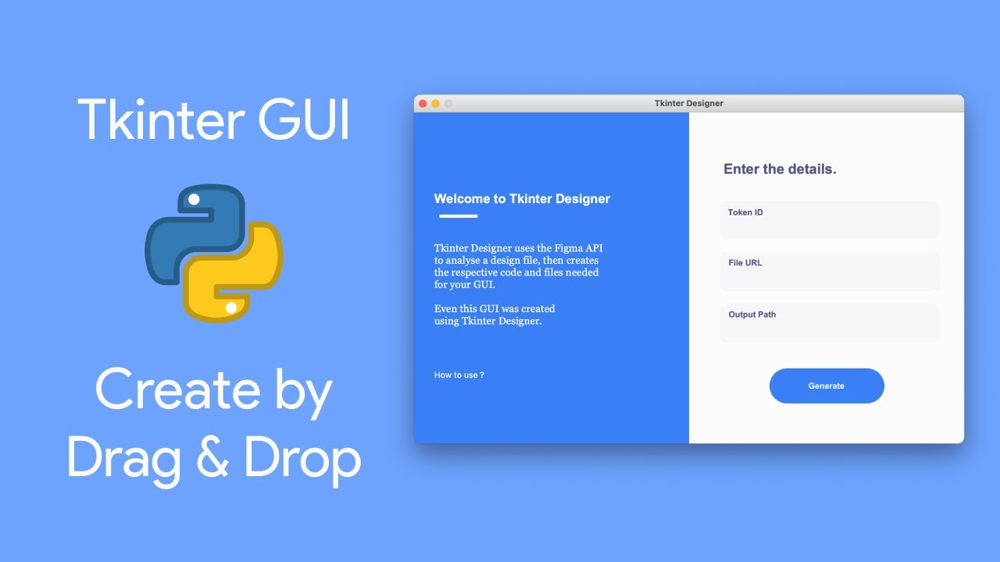 Tkinter GUI
Create by
Drag & Drop
Tkinter Designer
Welcome to Tkinter Designer
Tkinter Designer uses the Figma API
to analyse a design file, then creates
the respective code and files needed
for your GUI.
Even this GUI was created
using Tkinter Designer.
How to use ?
Enter the details.
Token ID
File URL
Output Path
Generate